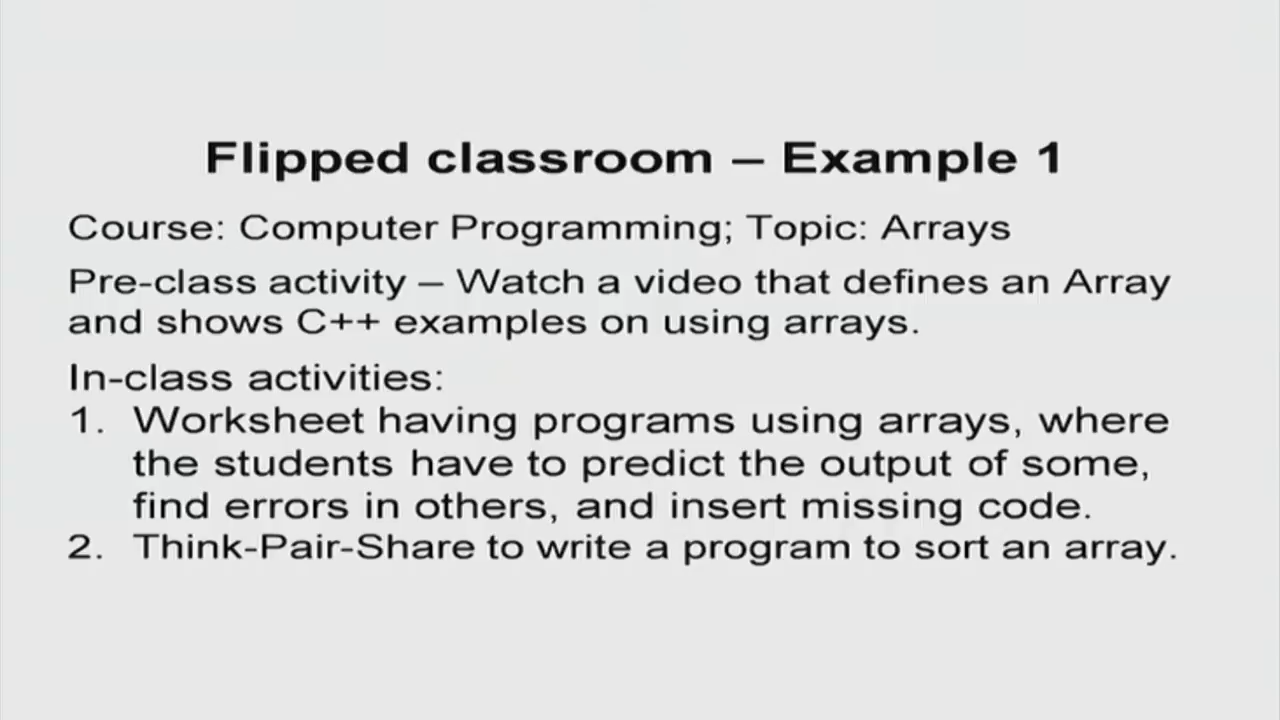 Flipped classroom – Example 1
Course: Computer Programming; Topic: Arrays
Pre-class activity – Watch a video that defines an Array
and shows C++ examples on using arrays.
In-class activities:
1. Worksheet having programs using arrays, where
the students have to predict the output of some,
find errors in others, and insert missing code.
2. Think-Pair-Share to write a program to sort an array.